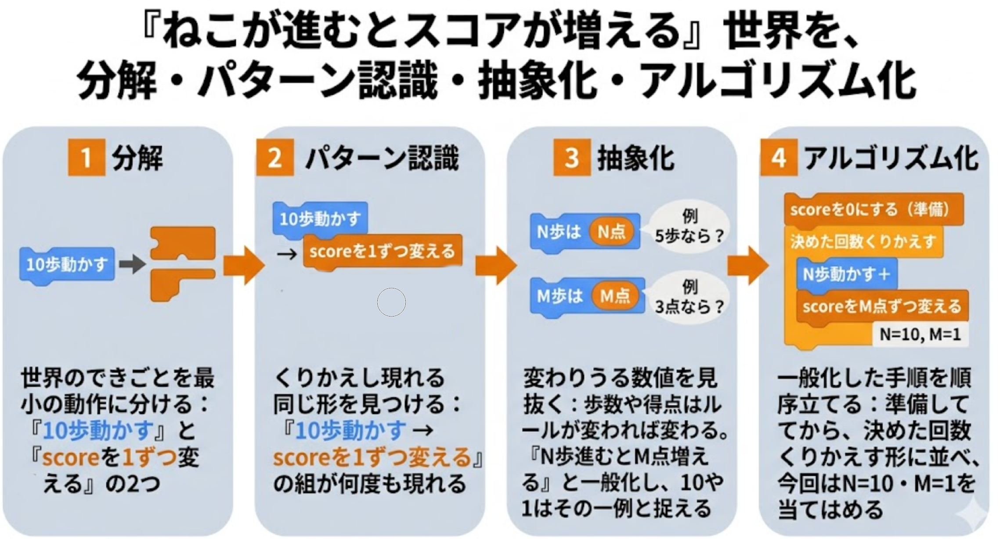 『ねこが進むとスコアが増える』世界を、
分解・パターン認識・抽象化・アルゴリズム化
1 分解
10歩動かす
世界のできごとを最
小の動作に分ける：
『10歩動かす』と
『scoreを1ずつ変
える』の2つ
2 パターン認識
10歩動かす
→ scoreを1ずつ変える
くりかえし現れる
同じ形を見つける：
『10歩動かす →
scoreを1ずつ変える』
の組が何度も現れる
3 抽象化
N歩は N点
例
5歩なら？
M歩は M点
例
3点なら？
変わりうる数値を見
抜く：歩数や得点はル
ールが変われば変わる。
『N歩進むとM点増え
る』と一般化し、10や
1はその一例と捉える
4 アルゴリズム化
scoreを0にする（準備）
決めた回数くりかえす
N歩動かす＋
scoreをM点ずつ変える
N=10, M=1
一般化した手順を順
序立てる：準備して
てから、決めた回数
くりかえす形に並べ、
今回はN=10・M=1を
当てはめる